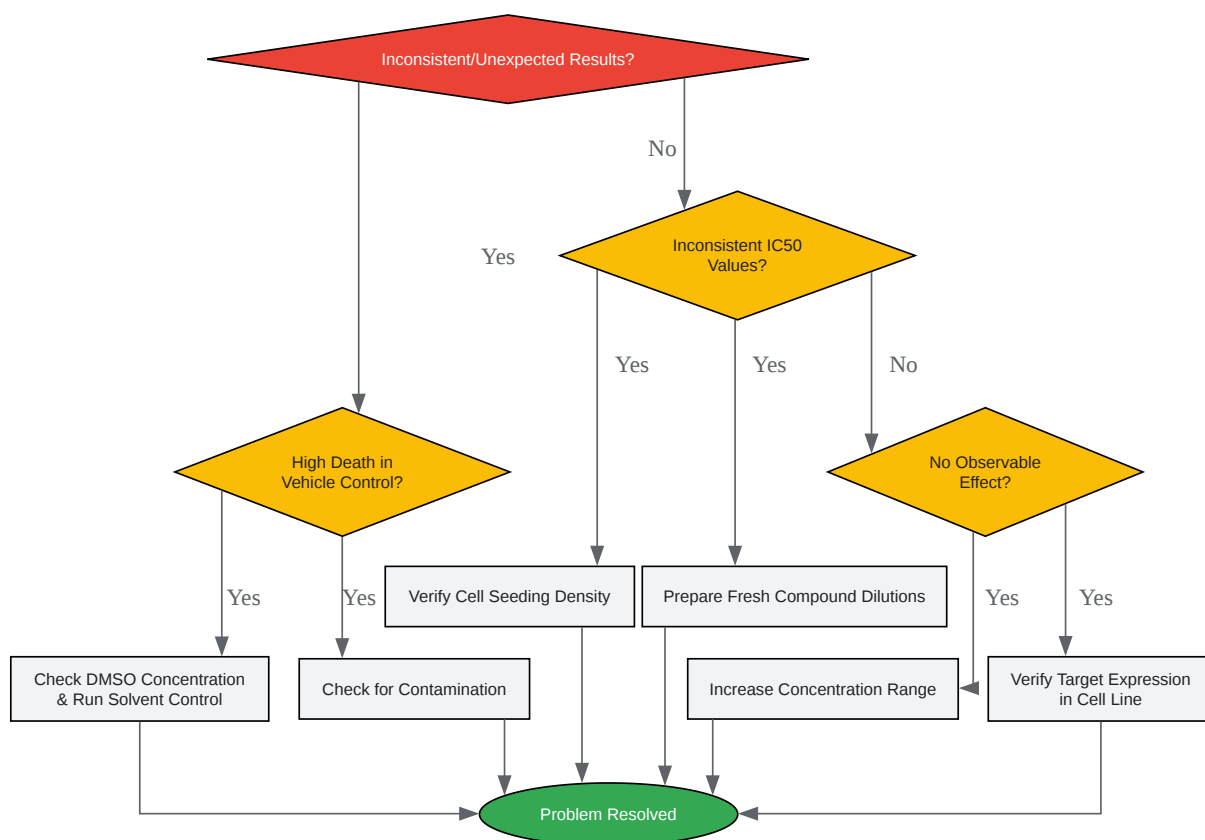 Inconsistent/Unexpected Results?
No
Inconsistent IC50
Values?
Yes
Yes
Yes
No
High Death in
Vehicle Control?
No Observable
Effect?
Yes
Yes
Verify Cell Seeding Density
Prepare Fresh Compound Dilutions
Yes
Yes
Check DMSO Concentration
& Run Solvent Control
Check for Contamination
Increase Concentration Range
Verify Target Expression
in Cell Line
Problem Resolved